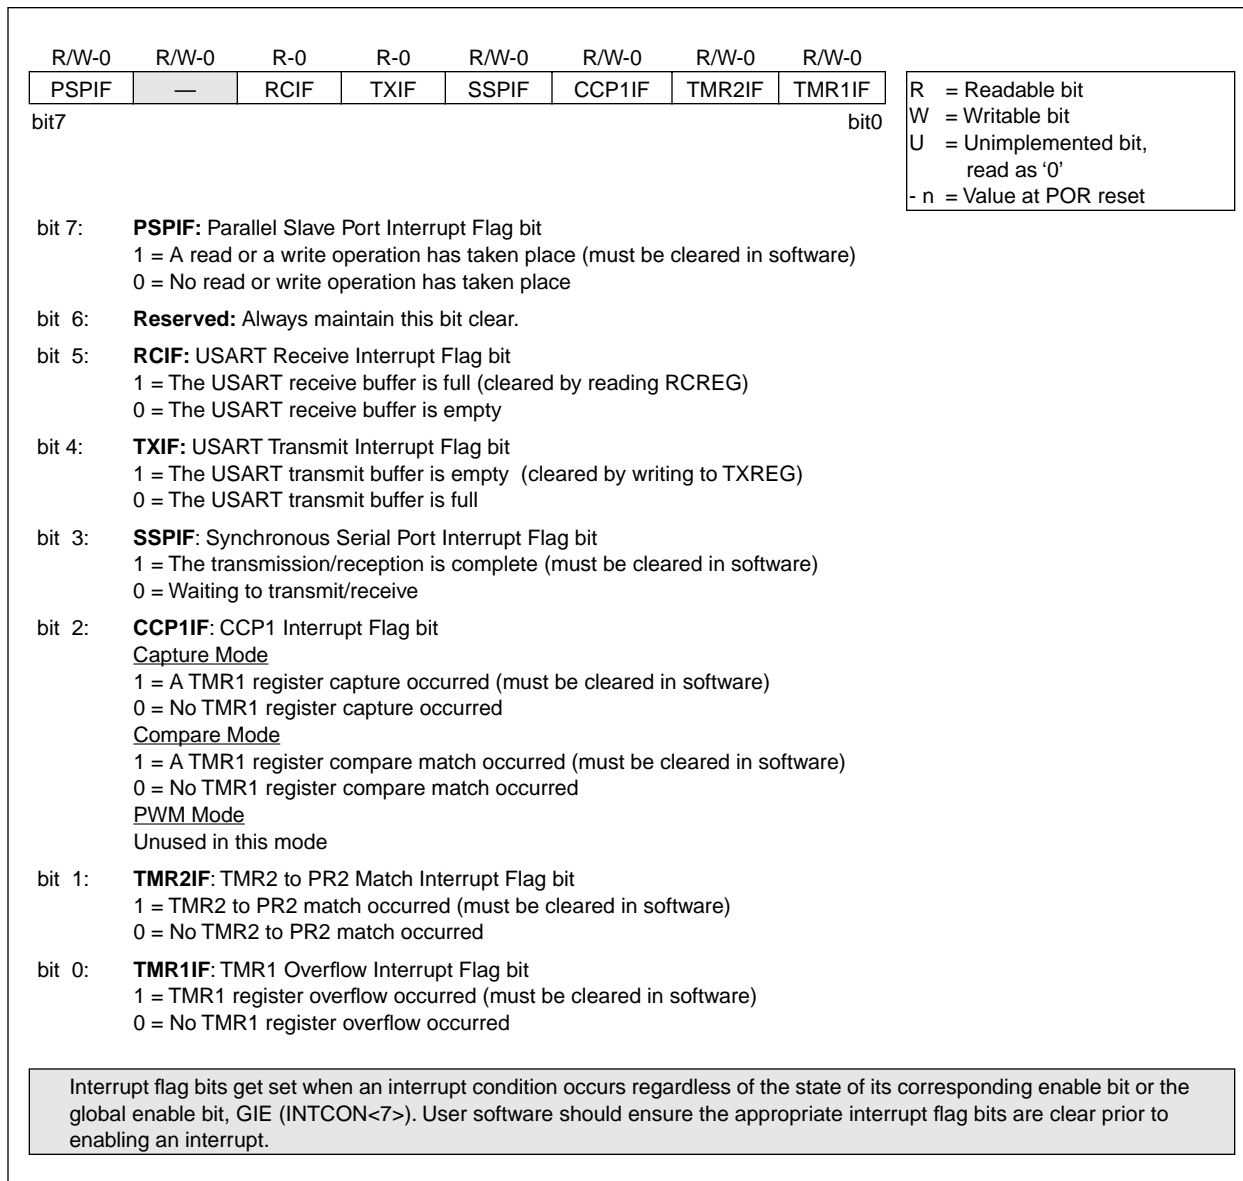 R/W-0 R/W-0 R-0 R-0 R/W-0 R/W-0 R/W-0 R/W-0
PSPIF — RCIF TXIF SSPIF CCP1IF TMR2IF TMR1IF
bit7 bit0
R = Readable bit
W = Writable bit
U = Unimplemented bit,
read as ‘0’
- n = Value at POR reset
bit 7: PSPIF: Parallel Slave Port Interrupt Flag bit
1 = A read or a write operation has taken place (must be cleared in software)
0 = No read or write operation has taken place
bit 6: Reserved: Always maintain this bit clear.
bit 5: RCIF: USART Receive Interrupt Flag bit
1 = The USART receive buffer is full (cleared by reading RCREG)
0 = The USART receive buffer is empty
bit 4: TXIF: USART Transmit Interrupt Flag bit
1 = The USART transmit buffer is empty (cleared by writing to TXREG)
0 = The USART transmit buffer is full
bit 3: SSPIF: Synchronous Serial Port Interrupt Flag bit
1 = The transmission/reception is complete (must be cleared in software)
0 = Waiting to transmit/receive
bit 2: CCP1IF: CCP1 Interrupt Flag bit
Capture Mode
1 = A TMR1 register capture occurred (must be cleared in software)
0 = No TMR1 register capture occurred
Compare Mode
1 = A TMR1 register compare match occurred (must be cleared in software)
0 = No TMR1 register compare match occurred
PWM Mode
Unused in this mode
bit 1: TMR2IF: TMR2 to PR2 Match Interrupt Flag bit
1 = TMR2 to PR2 match occurred (must be cleared in software)
0 = No TMR2 to PR2 match occurred
bit 0: TMR1IF: TMR1 Overflow Interrupt Flag bit
1 = TMR1 register overflow occurred (must be cleared in software)
0 = No TMR1 register overflow occurred
Interrupt flag bits get set when an interrupt condition occurs regardless of the state of its corresponding enable bit or the
global enable bit, GIE (INTCON<7>). User software should ensure the appropriate interrupt flag bits are clear prior to
enabling an interrupt.